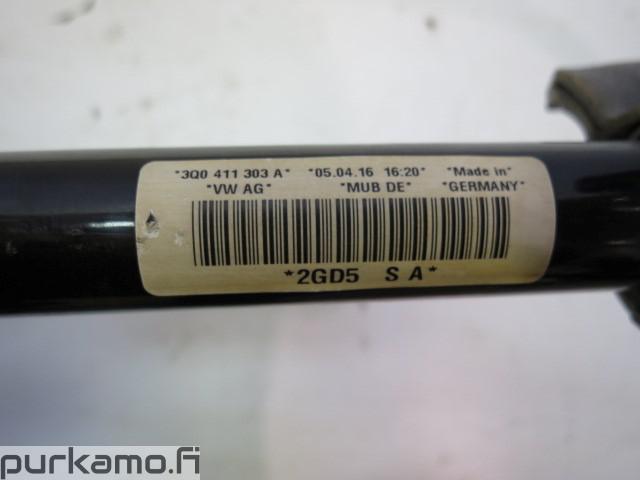 *3Q0 411 303 A* *05.04.16 16:20* *Made in*
*VW AG* *MUB DE* *GERMANY*
*2GD5 S A*
purkamo.fi